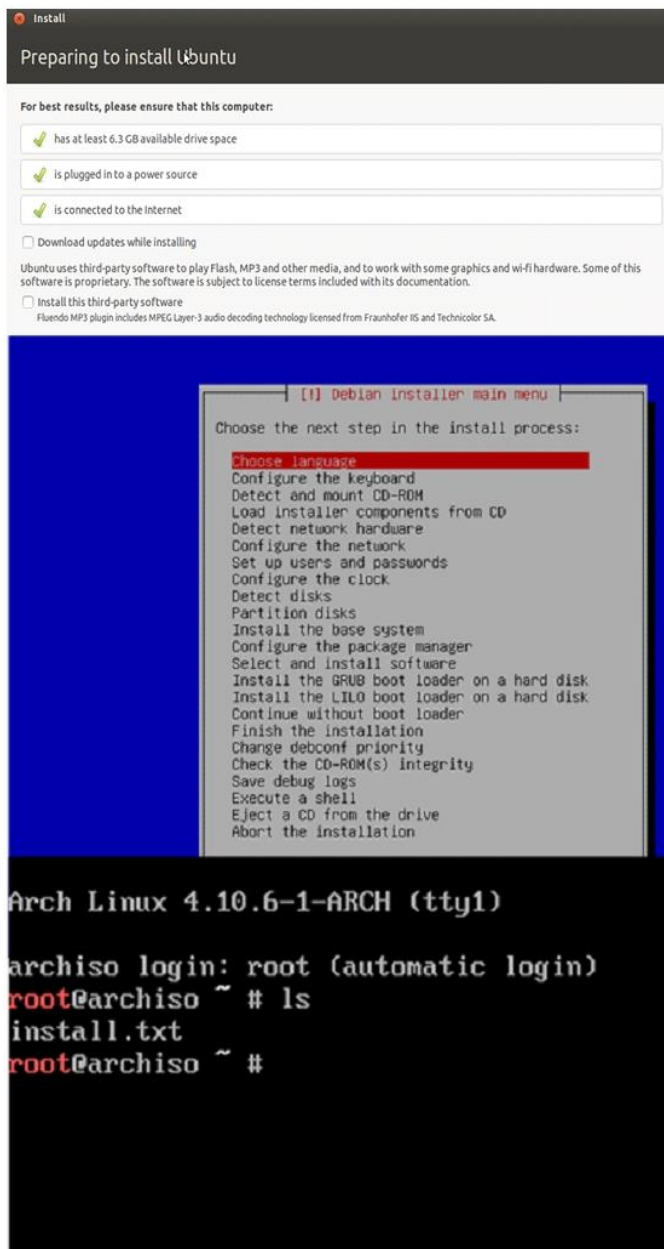 Install
Preparing to install Ubuntu
For best results, please ensure that this computer:
has at least 6.3 GB available drive space
is plugged in to a power source
is connected to the Internet
Download updates while installing
Ubuntu uses third-party software to play Flash, MP3 and other media, and to work with some graphics and wi-fi hardware. Some of this
software is proprietary. The software is subject to license terms included with its documentation.
Install this third-party software
Fluendo MP3 plugin includes MPEG Layer-3 audio decoding technology licensed from Fraunhofer IIS and Technicolor SA.
[!] Debian installer main menu
Choose the next step in the install process:
Choose language
Configure the keyboard
Detect and mount CD-ROM
Load installer components from CD
Detect network hardware
Configure the network
Set up users and passwords
Configure the clock
Detect disks
Partition disks
Install the base system
Configure the package manager
Select and install software
Install the GRUB boot loader on a hard disk
Install the LILO boot loader on a hard disk
Continue without boot loader
Finish the installation
Change debconf priority
Check the CD-ROM(s) integrity
Save debug logs
Execute a shell
Eject a CD from the drive
Abort the installation
Arch Linux 4.10.6-1-ARCH (tty1)
archiso login: root (automatic login)
root@archiso ~ # ls
install.txt
root@archiso ~ #